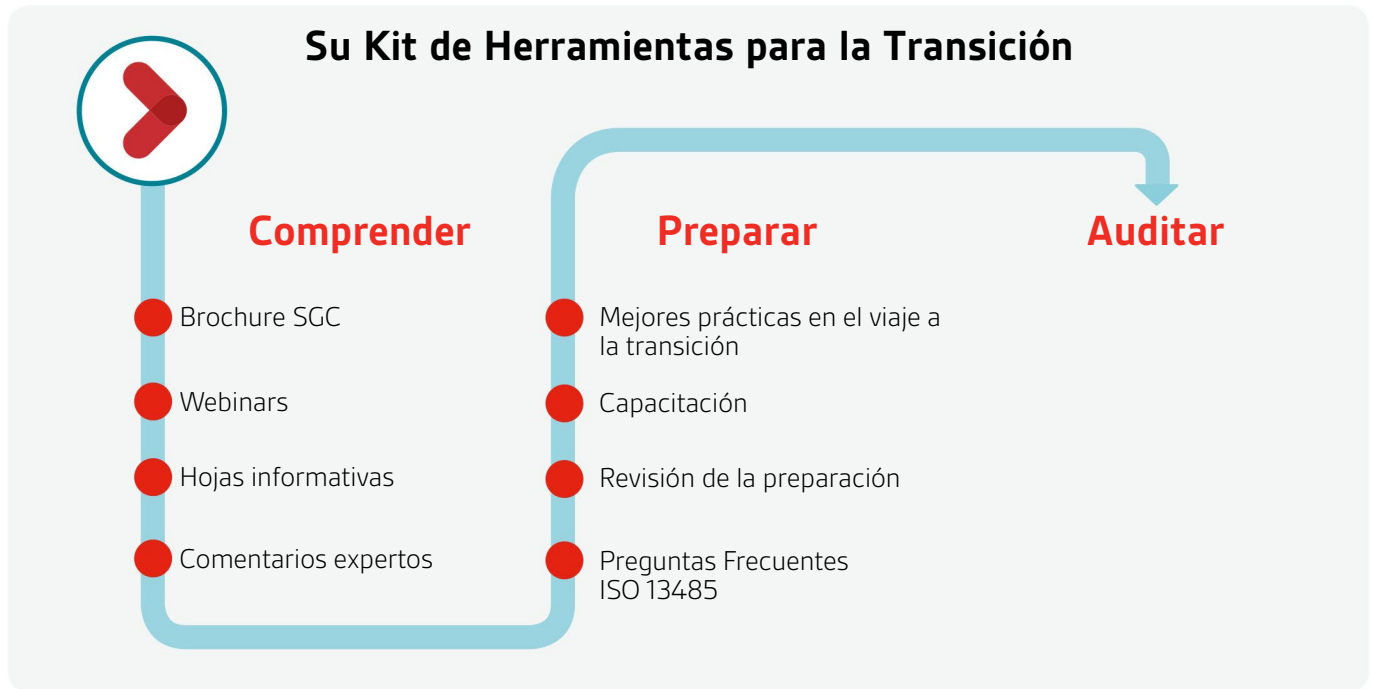 Su Kit de Herramientas para la Transición
Comprender
Brochure SGC
Webinars
Hojas informativas
Comentarios expertos
Preparar
Mejores prácticas en el viaje a
la transición
Capacitación
Revisión de la preparación
Preguntas Frecuentes
ISO 13485
Auditar